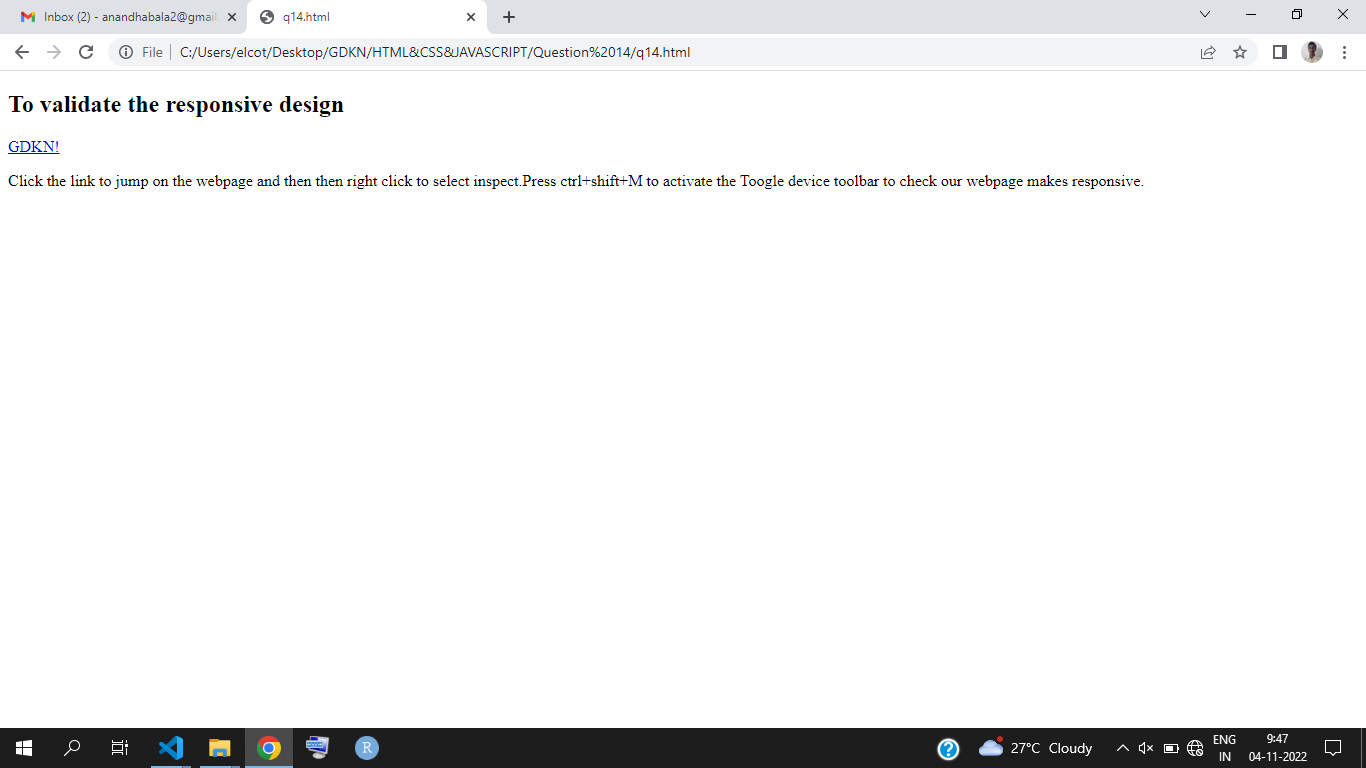 Inbox (2) - anandhabala2@gmail
q14.html
File
C:/Users/elcot/Desktop/GDKN/HTML&CSS&JAVASCRIPT/Question%2014/q14.html
To validate the responsive design
GDKN!
Click the link to jump on the webpage and then then right click to select inspect.Press ctrl+shift+M to activate the Toogle device toolbar to check our webpage makes responsive.
R
?
27°C Cloudy
ENG
IN
9:47
04-11-2022